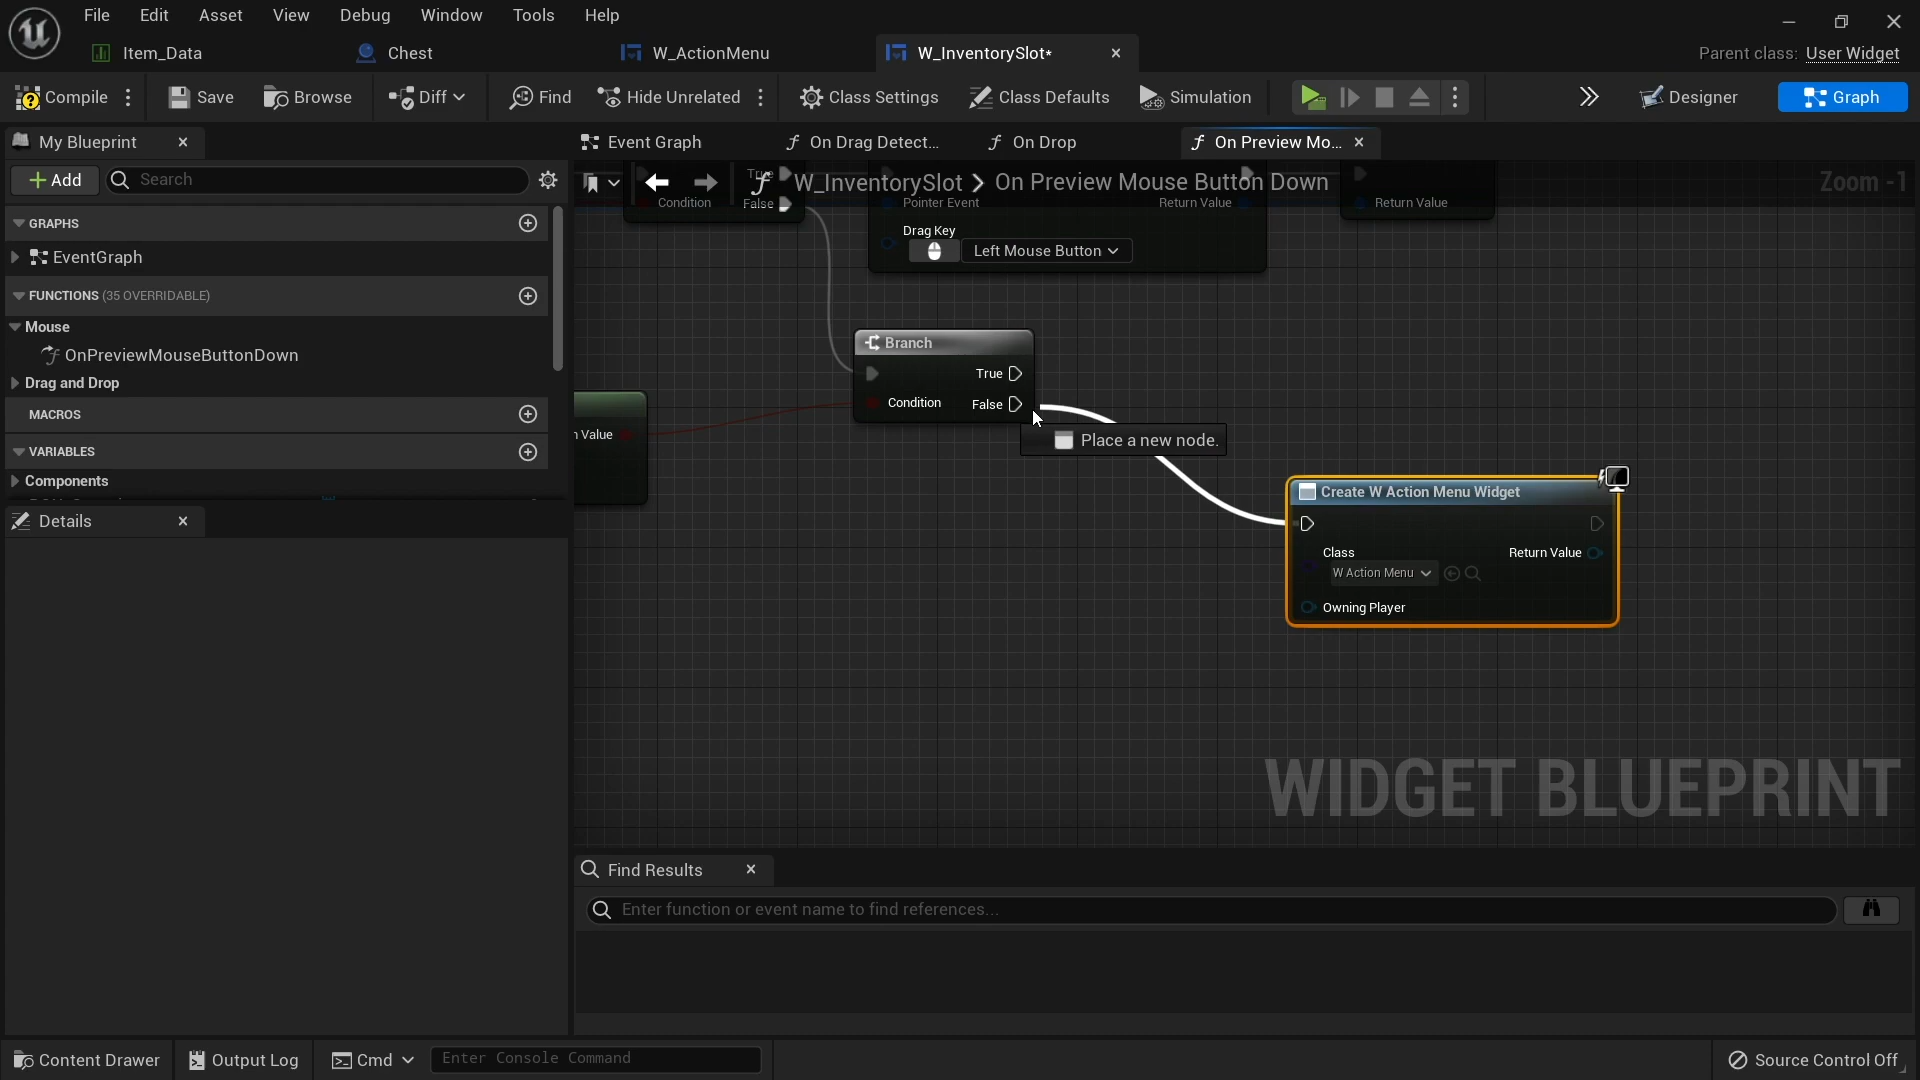 File Edit Asset View Debug Window Tools Help
Item_Data Chest W_ActionMenu W_InventorySlot* Parent class: User Widget
Compile Save Browse Diff Find Hide Unrelated Class Settings Class Defaults Simulation Designer Graph
My Blueprint Event Graph On Drag Detect... On Drop On Preview Mo...
Add Search W_InventorySlot On Preview Mouse Button Down Zoom -1
True
Condition False Pointer Event Return Value Return Value
GRAPHS
Drag Key
Left Mouse Button
EventGraph
FUNCTIONS (35 OVERRIDABLE)
Mouse
OnPreviewMouseButtonDown
Drag and Drop
MACROS
VARIABLES
Components
Branch
True
Condition False
n Value
Place a new node.
Create W Action Menu Widget
Class Return Value
W Action Menu
Owning Player
Details
WIDGET BLUEPRINT
Find Results
Enter function or event name to find references...
Content Drawer Output Log Cmd Enter Console Command Source Control Off